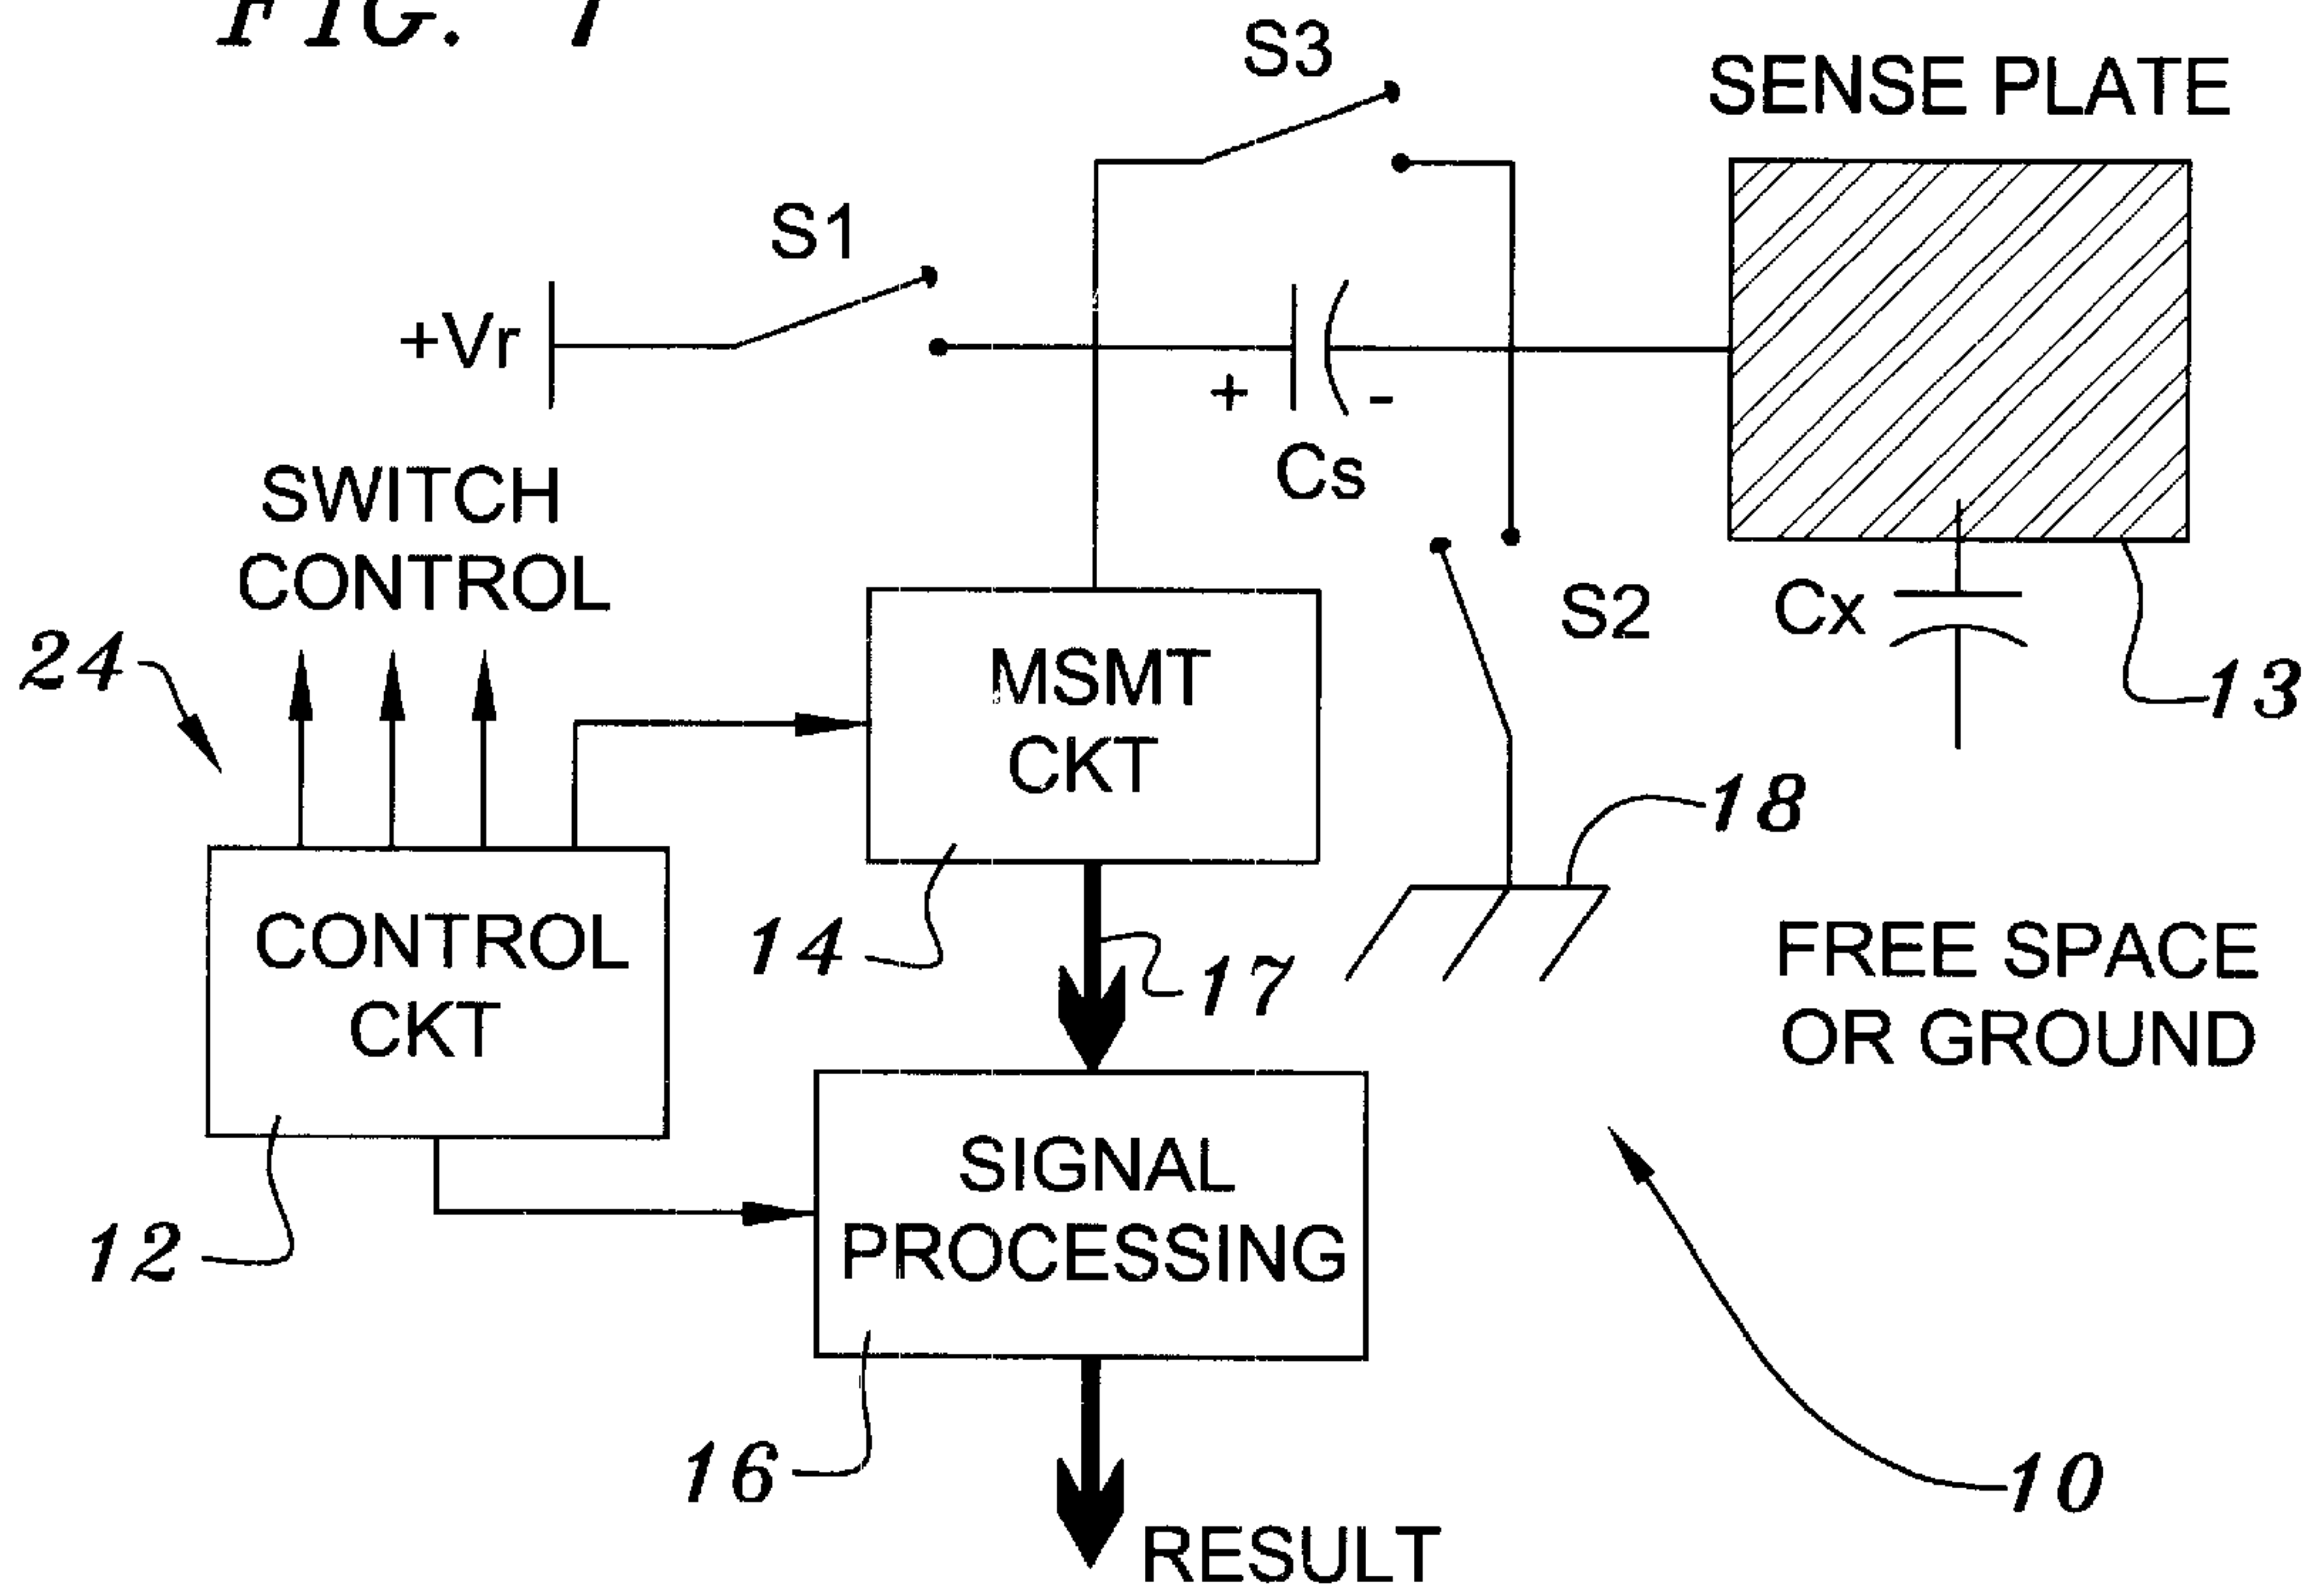 FIG. 1
S3
SENSE PLATE
S1
+Vr
+ -
Cs
SWITCH
CONTROL
24
S2
Cx
13
MSMT
CKT
18
14
17
CONTROL
CKT
FREE SPACE
OR GROUND
12
SIGNAL
PROCESSING
16
10
RESULT